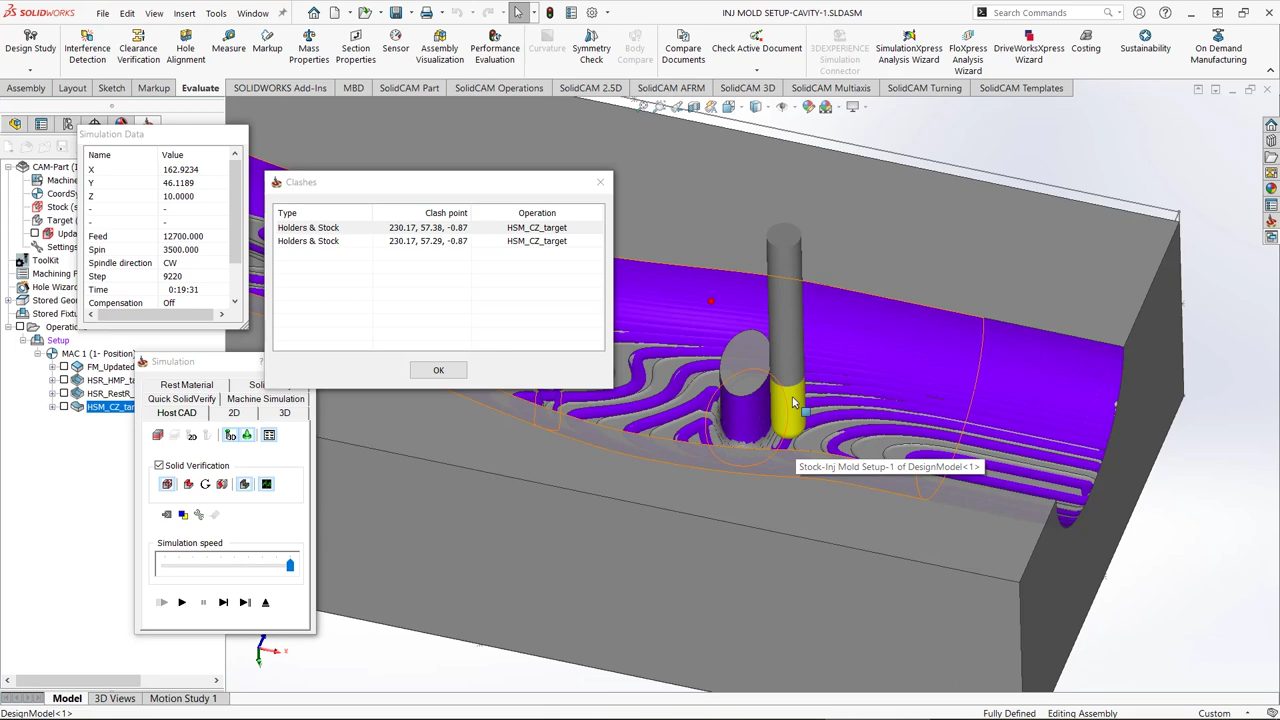 SOLIDWORKS File Edit View Insert Tools Window INJ MOLD SETUP-CAVITY-1.SLDASM Search Commands
Design Study
Interference Detection
Clearance Verification
Hole Alignment
Measure
Markup
Mass Properties
Section Properties
Sensor
Assembly Visualization
Performance Evaluation
Curvature
Symmetry Check
Body Compare
Compare Documents
Check Active Document
3DEXPERIENCE Simulation Connector
SimulationXpress Analysis Wizard
FloXpress Analysis Wizard
DriveWorksXpress Wizard
Costing
Sustainability
On Demand Manufacturing
Assembly Layout Sketch Markup Evaluate SOLIDWORKS Add-Ins MBD SolidCAM Part SolidCAM Operations SolidCAM 2.5D SolidCAM AFRM SolidCAM 3D SolidCAM Multiaxis SolidCAM Turning SolidCAM Templates
CAM-Part (I
Machine
CoordSy
Stock (s
Target (
Upda
Settings
ToolKit
Machining P
Hole Wizard
Stored Geo
Stored Fixtu
Operatio
Setup
MAC 1 (1- Position)
FM_Updated
HSR_HMP_ta
HSR_RestR_
HSM_CZ_targ
Simulation Data
Name Value
X 162.9234
Y 46.1189
Z 10.0000
- -
- -
Feed 12700.000
Spin 3500.000
Spindle direction CW
Step 9220
Time 0:19:31
Compensation Off
Clashes
Type Clash point Operation
Holders & Stock 230.17, 57.38, -0.87 HSM_CZ_target
Holders & Stock 230.17, 57.29, -0.87 HSM_CZ_target
OK
Simulation ?
Rest Material Soli
Quick SolidVerify Machine Simulation
Host CAD 2D 3D
2D 3D
Solid Verification
Simulation speed
Stock-Inj Mold Setup-1 of DesignModel<1>
x
Model 3D Views Motion Study 1
DesignModel<1> Fully Defined Editing Assembly Custom